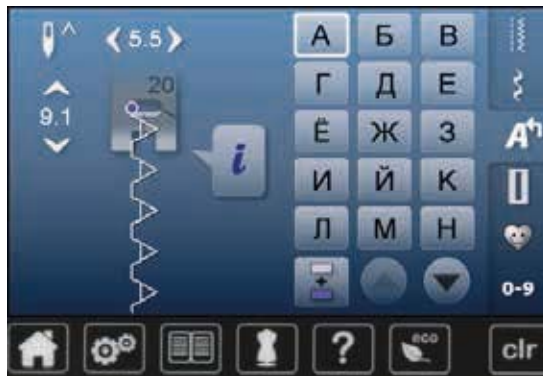 5.5
9.1
20
i
А Б В
Г Д Е
Ё Ж З
И Й К
Л М Н
A
0-9
? eco clr